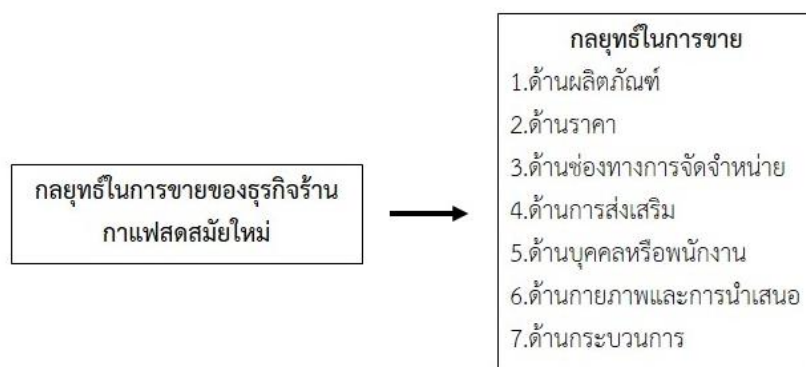 กลยุทธ์ในการขายของธุรกิจร้าน
กาแฟสดสมัยใหม่
กลยุทธ์ในการขาย
1.ด้านผลิตภัณฑ์
2.ด้านราคา
3.ด้านช่องทางการจัดจำหน่าย
4.ด้านการส่งเสริม
5.ด้านบุคคลหรือพนักงาน
6.ด้านกายภาพและการนำเสนอ
7.ด้านกระบวนการ